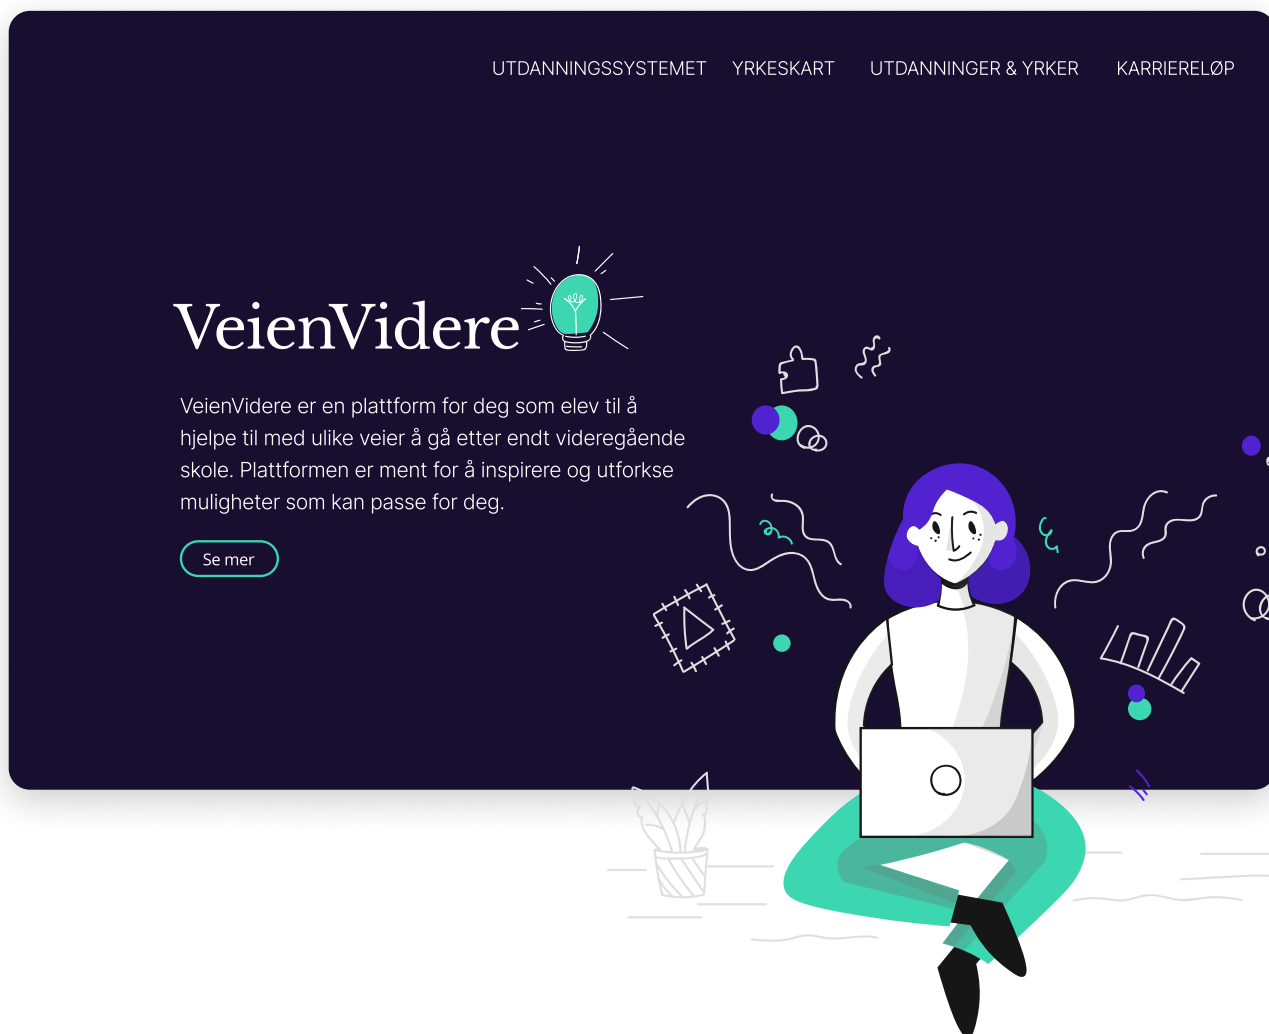 UTDANNINGSSYSTEMET YRKESKART UTDANNINGER & YRKER KARRIERELØP
VeienVidere
VeienVidere er en plattform for deg som elev til å
hjelpe til med ulike veier å gå etter endt videregående
skole. Plattformen er ment for å inspirere og utforkse
muligheter som kan passe for deg.
Se mer